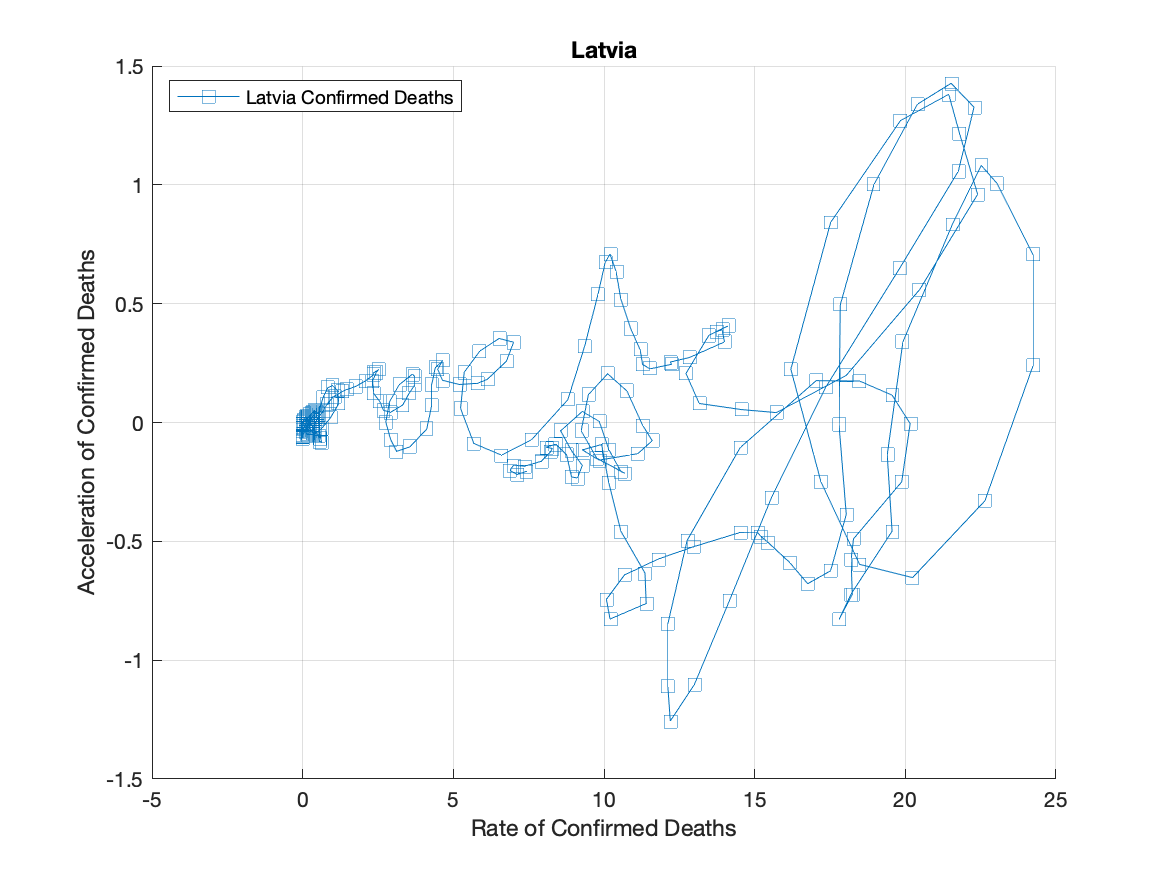 Latvia
Latvia Confirmed Deaths
1.5
1
0.5
0
-0.5
-1
-1.5
Acceleration of Confirmed Deaths
-5 0 5 10 15 20 25
Rate of Confirmed Deaths